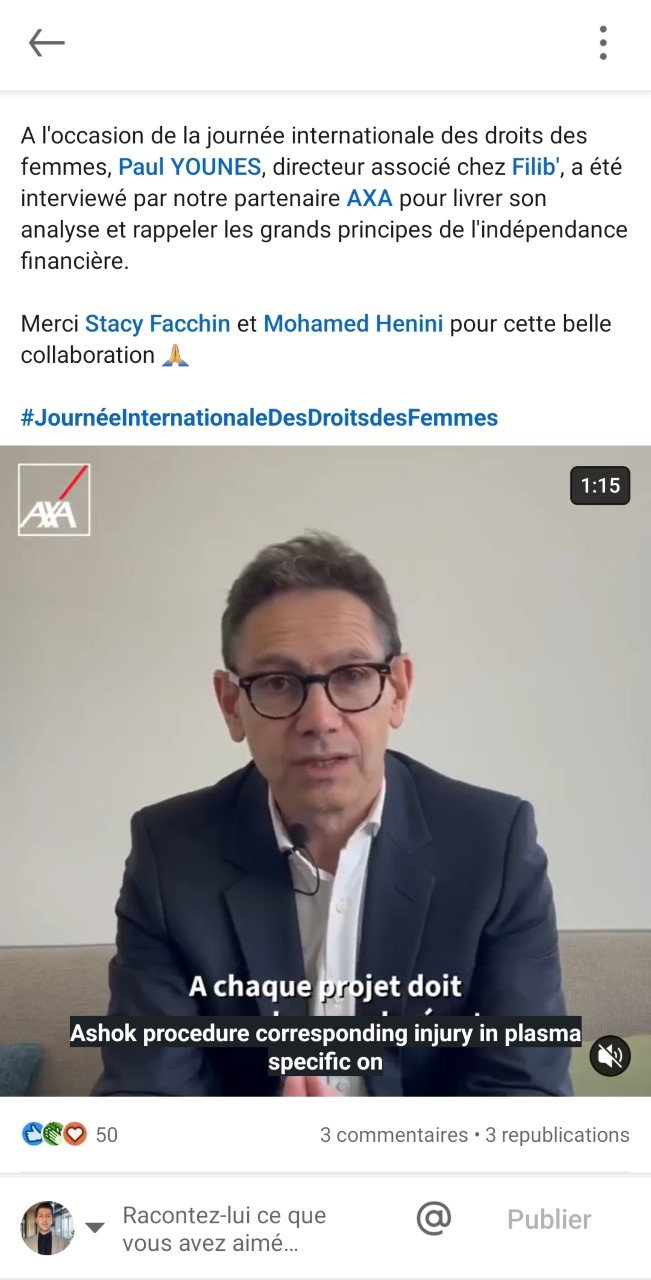 A l'occasion de la journée internationale des droits des
femmes, Paul YOUNES, directeur associé chez Filib', a été
interviewé par notre partenaire AXA pour livrer son
analyse et rappeler les grands principes de l'indépendance
financière.
Merci Stacy Facchin et Mohamed Henini pour cette belle
collaboration 🙏
#JournéeInternationaleDesDroitsdesFemmes
AXA
1:15
A chaque projet doit
Ashok procedure corresponding injury in plasma
specific on
50
3 commentaires • 3 republications
Racontez-lui ce que
vous avez aimé...
@
Publier